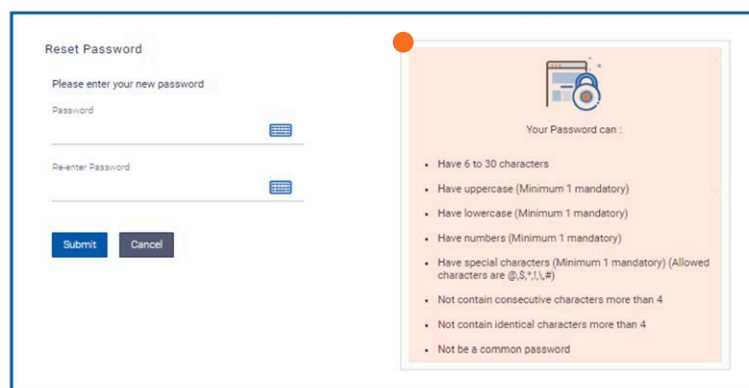 Reset Password
Please enter your new password
Password
Re-enter Password
Submit
Cancel
Your Password can :
• Have 6 to 30 characters
• Have uppercase (Minimum 1 mandatory)
• Have lowercase (Minimum 1 mandatory)
• Have numbers (Minimum 1 mandatory)
• Have special characters (Minimum 1 mandatory) (Allowed
characters are @,$,*,!,\,#)
• Not contain consecutive characters more than 4
• Not contain identical characters more than 4
• Not be a common password